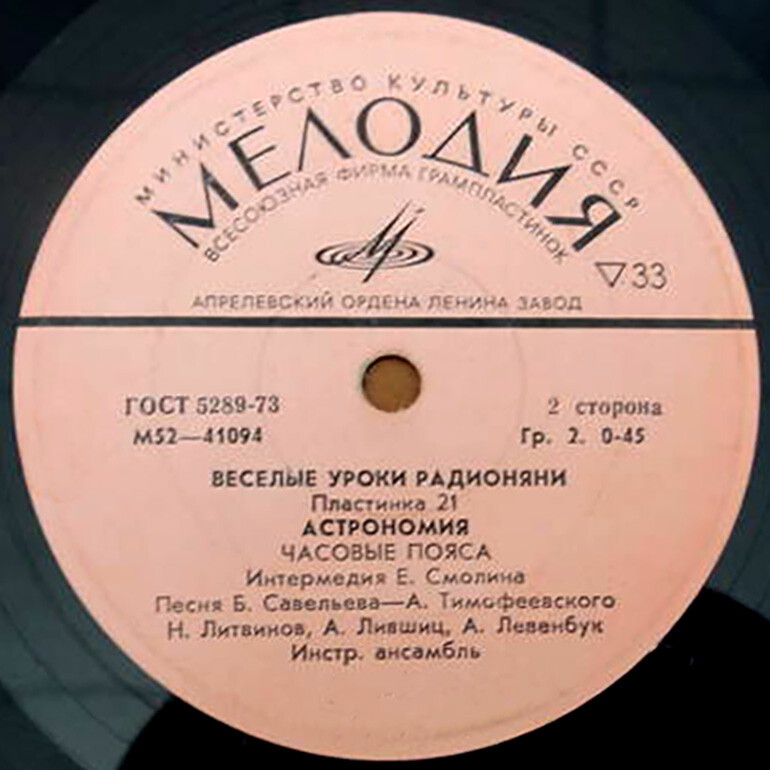 МИНИСТЕРСТВО КУЛЬТУРЫ СССР
МЕЛОДИЯ
ВСЕСОЮЗНАЯ ФИРМА ГРАМПЛАСТИНОК
▽33
АПРЕЛЕВСКИЙ ОРДЕНА ЛЕНИНА ЗАВОД
ГОСТ 5289-73
2 сторона
М52—41094
Гр. 2. 0-45
ВЕСЕЛЫЕ УРОКИ РАДИОНЯНИ
Пластинка 21
АСТРОНОМИЯ
ЧАСОВЫЕ ПОЯСА
Интермедия Е. Смолина
Песня Б. Савельева—А. Тимофеевского
Н. Литвинов, А. Лившиц, А. Левенбук
Инстр. ансамбль